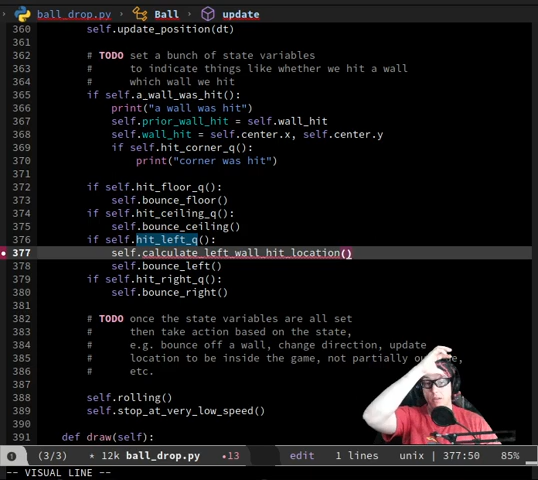 ball_drop.py › Ball › update
360 self.update_position(dt)
361
362 # TODO set a bunch of state variables
363 # to indicate things like whether we hit a wall
364 # which wall we hit
365 if self.a_wall_was_hit():
366 print("a wall was hit")
367 self.prior_wall_hit = self.wall_hit
368 self.wall_hit = self.center.x, self.center.y
369 if self.hit_corner_q():
370 print("corner was hit")
371
372 if self.hit_floor_q():
373 self.bounce_floor()
374 if self.hit_ceiling_q():
375 self.bounce_ceiling()
376 if self.hit_left_q():
377 self.calculate_left_wall_hit_location()
378 self.bounce_left()
379 if self.hit_right_q():
380 self.bounce_right()
381
382 # TODO once the state variables are all set
383 # then take action based on the state,
384 # e.g. bounce off a wall, change direction, update
385 # location to be inside the game, not partially
386 # etc.
387
388 self.rolling()
389 self.stop_at_very_low_speed()
390
391 def draw(self):
(3/3) * 12k ball_drop.py •13 edit 1 lines unix | 377:50 85%
-- VISUAL LINE --